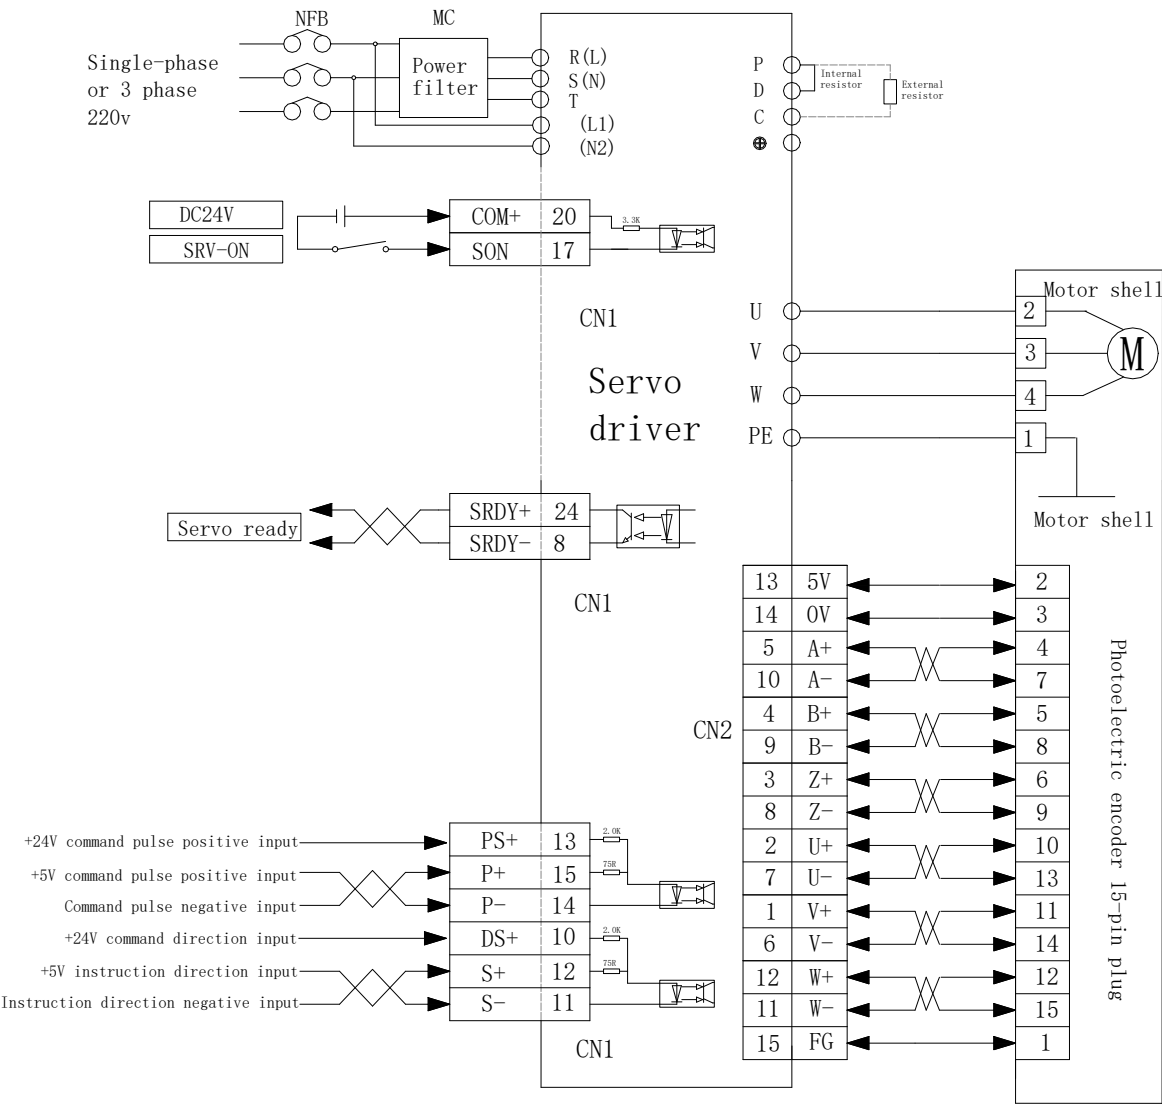 NFB
MC
Single-phase
or 3 phase
220v
Power
filter
R(L)
S(N)
T
(L1)
(N2)
P
D
C
Internal
resistor
External
resistor
DC24V
SRV-ON
COM+ 20
SON 17
3.3K
CN1
Servo
driver
U
V
W
PE
Motor shell
2
3
4
1
M
Motor shell
Servo ready
SRDY+ 24
SRDY- 8
CN1
13 5V 2
14 0V 3
5 A+ 4
10 A- 7
4 B+ 5
9 B- 8
3 Z+ 6
8 Z- 9
2 U+ 10
7 U- 13
1 V+ 11
6 V- 14
12 W+ 12
11 W- 15
15 FG 1
CN2
Photoelectric encoder 15-pin plug
+24V command pulse positive input PS+ 13 2.0K
+5V command pulse positive input P+ 15 75R
Command pulse negative input P- 14
+24V command direction input DS+ 10 2.0K
+5V instruction direction input S+ 12 75R
Instruction direction negative input S- 11
CN1